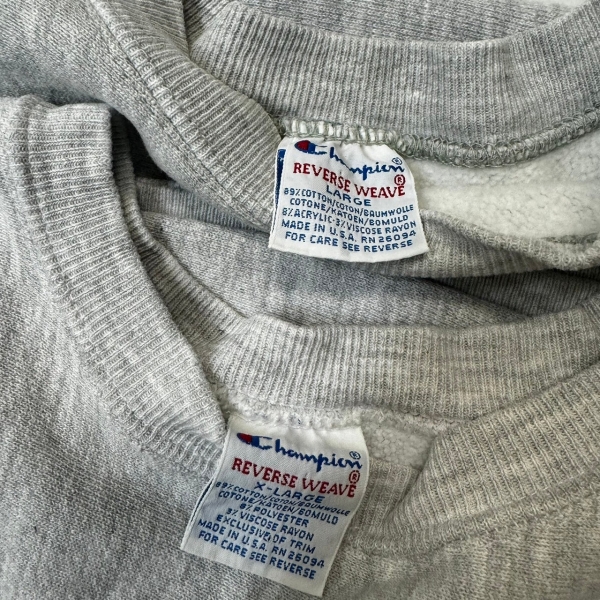 Champion®
REVERSE WEAVE®
LARGE
89% COTTON/COTON/BAUMWOLLE
COTONE/KATOEN/BOMULD
8% ACRYLIC-3% VISCOSE RAYON
MADE IN U.S.A. RN 26094
FOR CARE SEE REVERSE
Champion®
REVERSE WEAVE®
X-LARGE
89% COTTON/COTON/BAUMWOLLE
COTONE/KATOEN/BOMULD
8% POLYESTER
3% VISCOSE RAYON
EXCLUSIVE OF TRIM
MADE IN U.S.A. RN 26094
FOR CARE SEE REVERSE